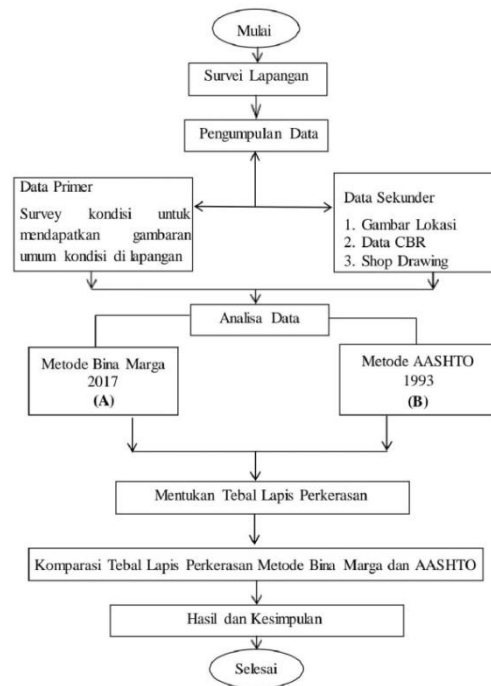 Mulai
Survei Lapangan
Pengumpulan Data
Data Primer
Survey kondisi untuk
mendapatkan gambaran
umum kondisi di lapangan
Data Sekunder
1. Gambar Lokasi
2. Data CBR
3. Shop Drawing
Analisa Data
Metode Bina Marga
2017
(A)
Metode AASHTO
1993
(B)
Mentukan Tebal Lapis Perkerasan
Komparasi Tebal Lapis Perkerasan Metode Bina Marga dan AASHTO
Hasil dan Kesimpulan
Selesai